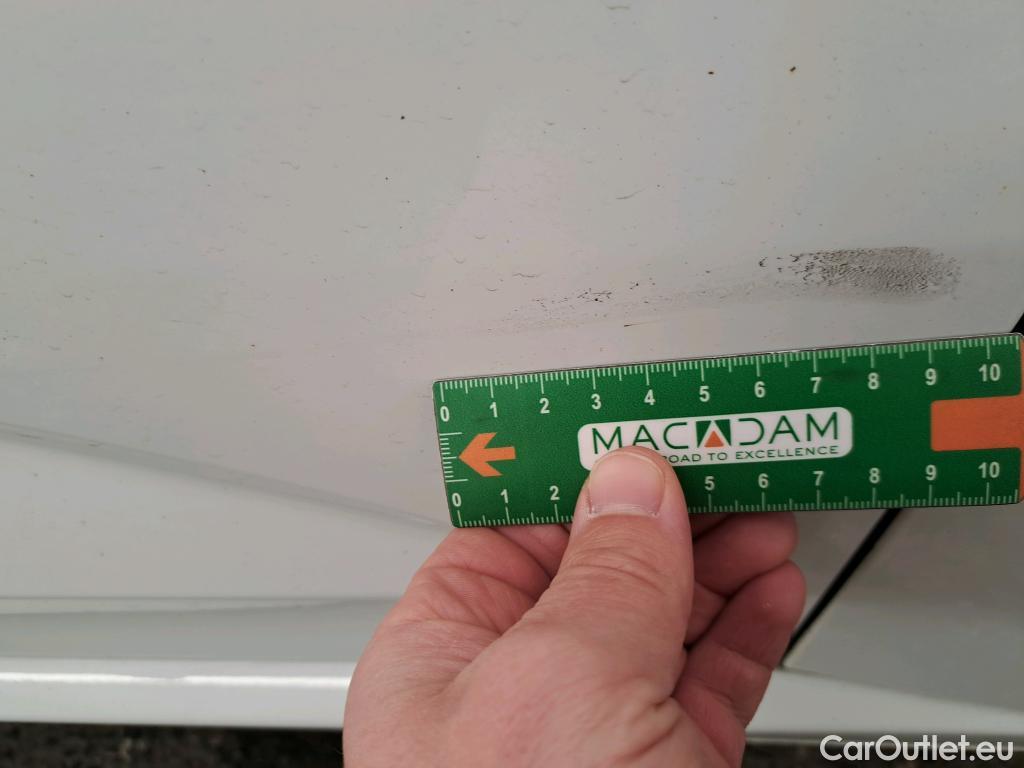 0 1 2 3 4 5 6 7 8 9 10
MACADAM
ROAD TO EXCELLENCE
0 1 2 5 6 7 8 9 10
CarOutlet.eu